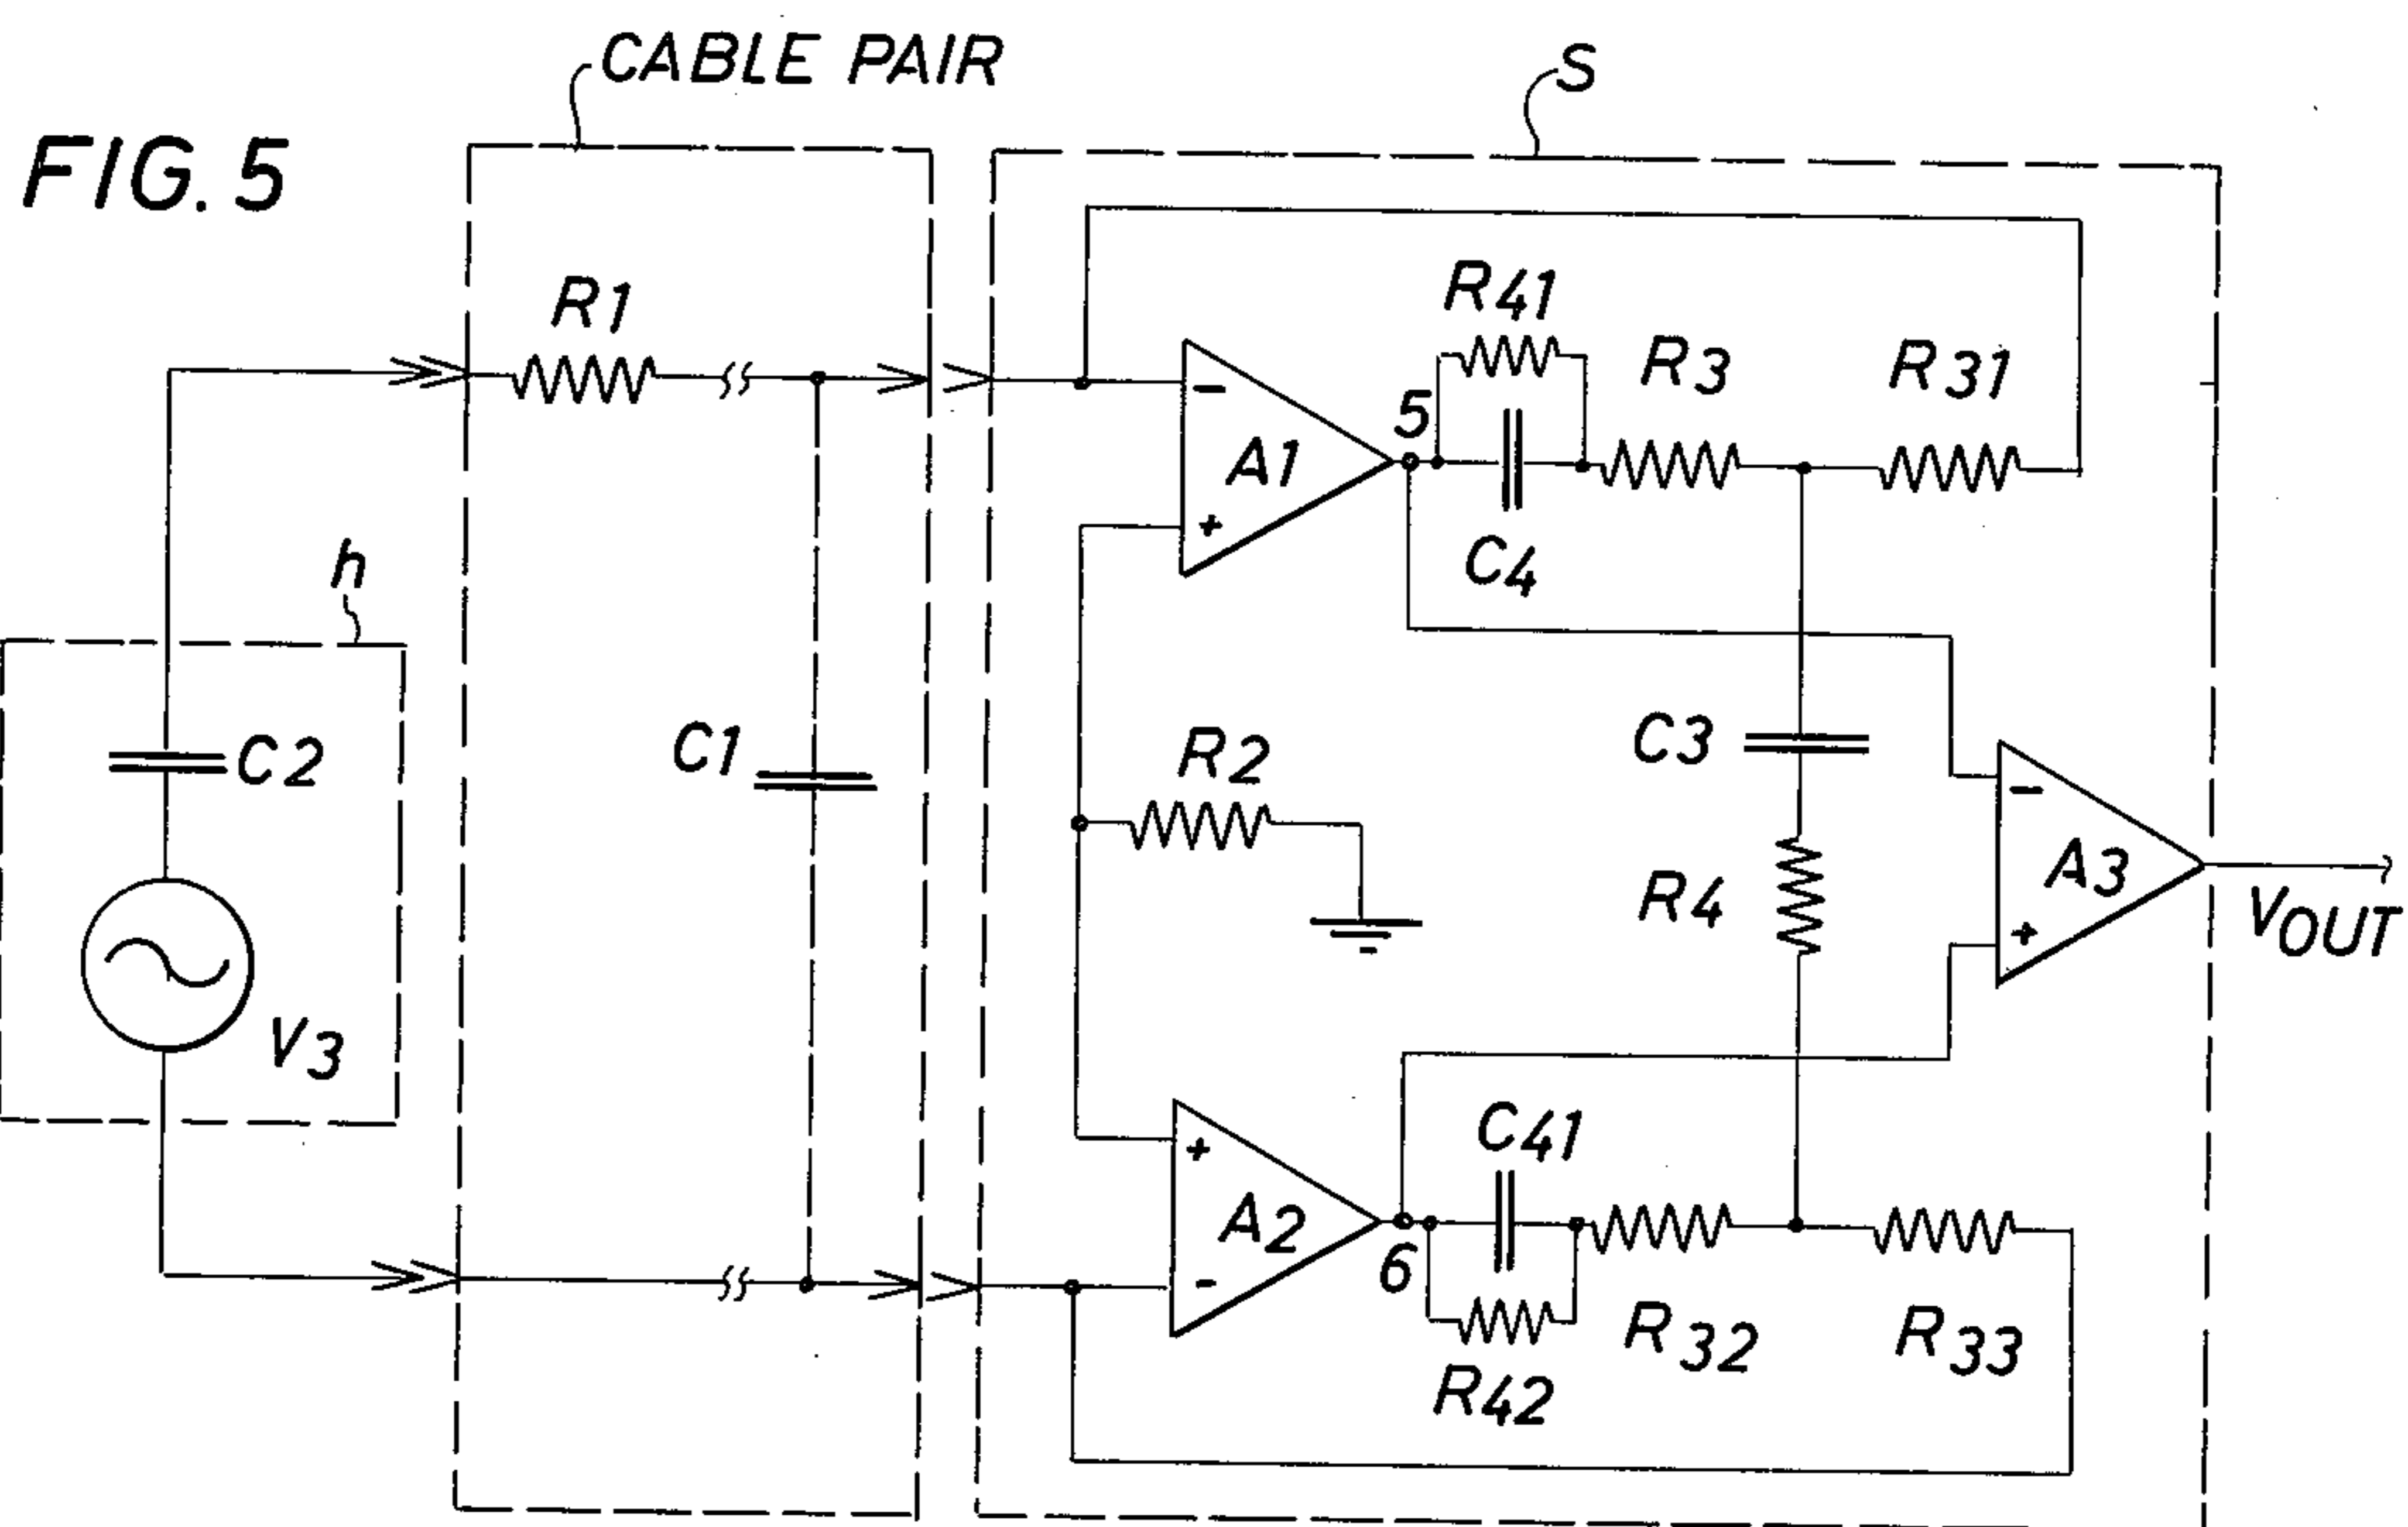 CABLE PAIR
S
FIG. 5
R1
R41
R3
R31
5
−
A1
+
C4
h
C2
C1
R2
C3
−
R4
A3
+
VOUT
V3
C41
+
A2
−
6
R32
R33
R42